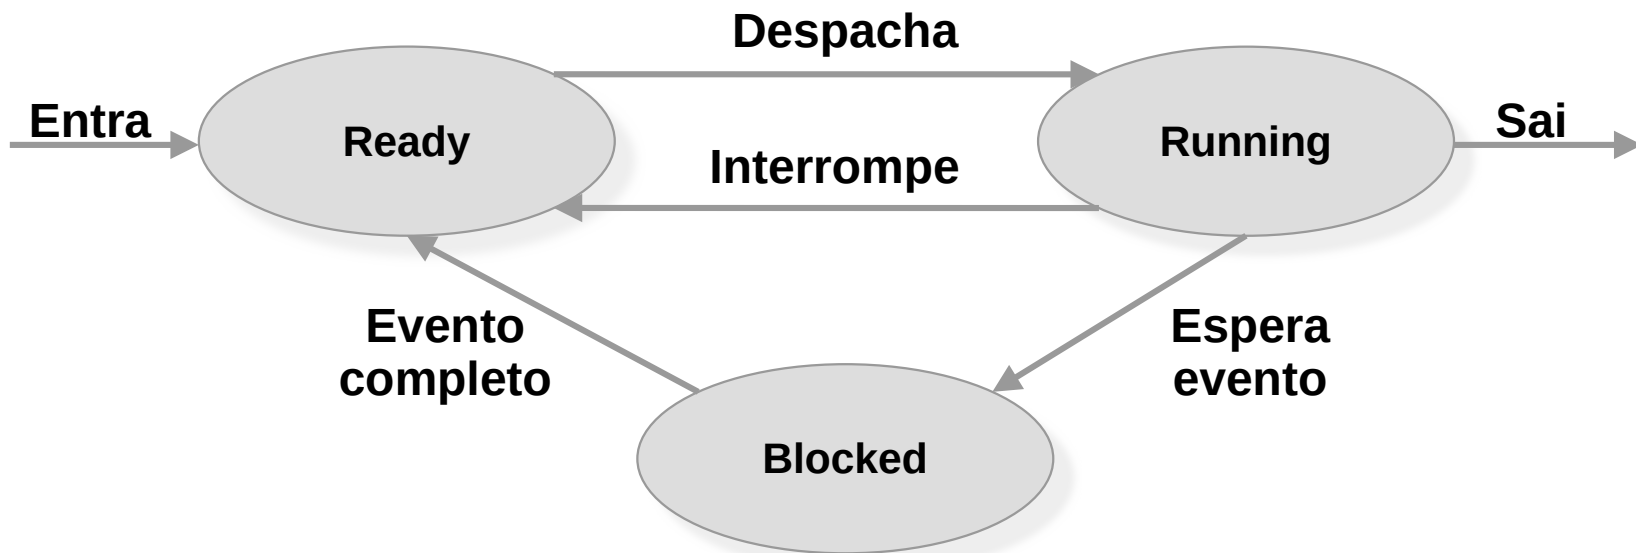 Despacha
Entra
Ready
Running
Sai
Interrompe
Evento
completo
Espera
evento
Blocked